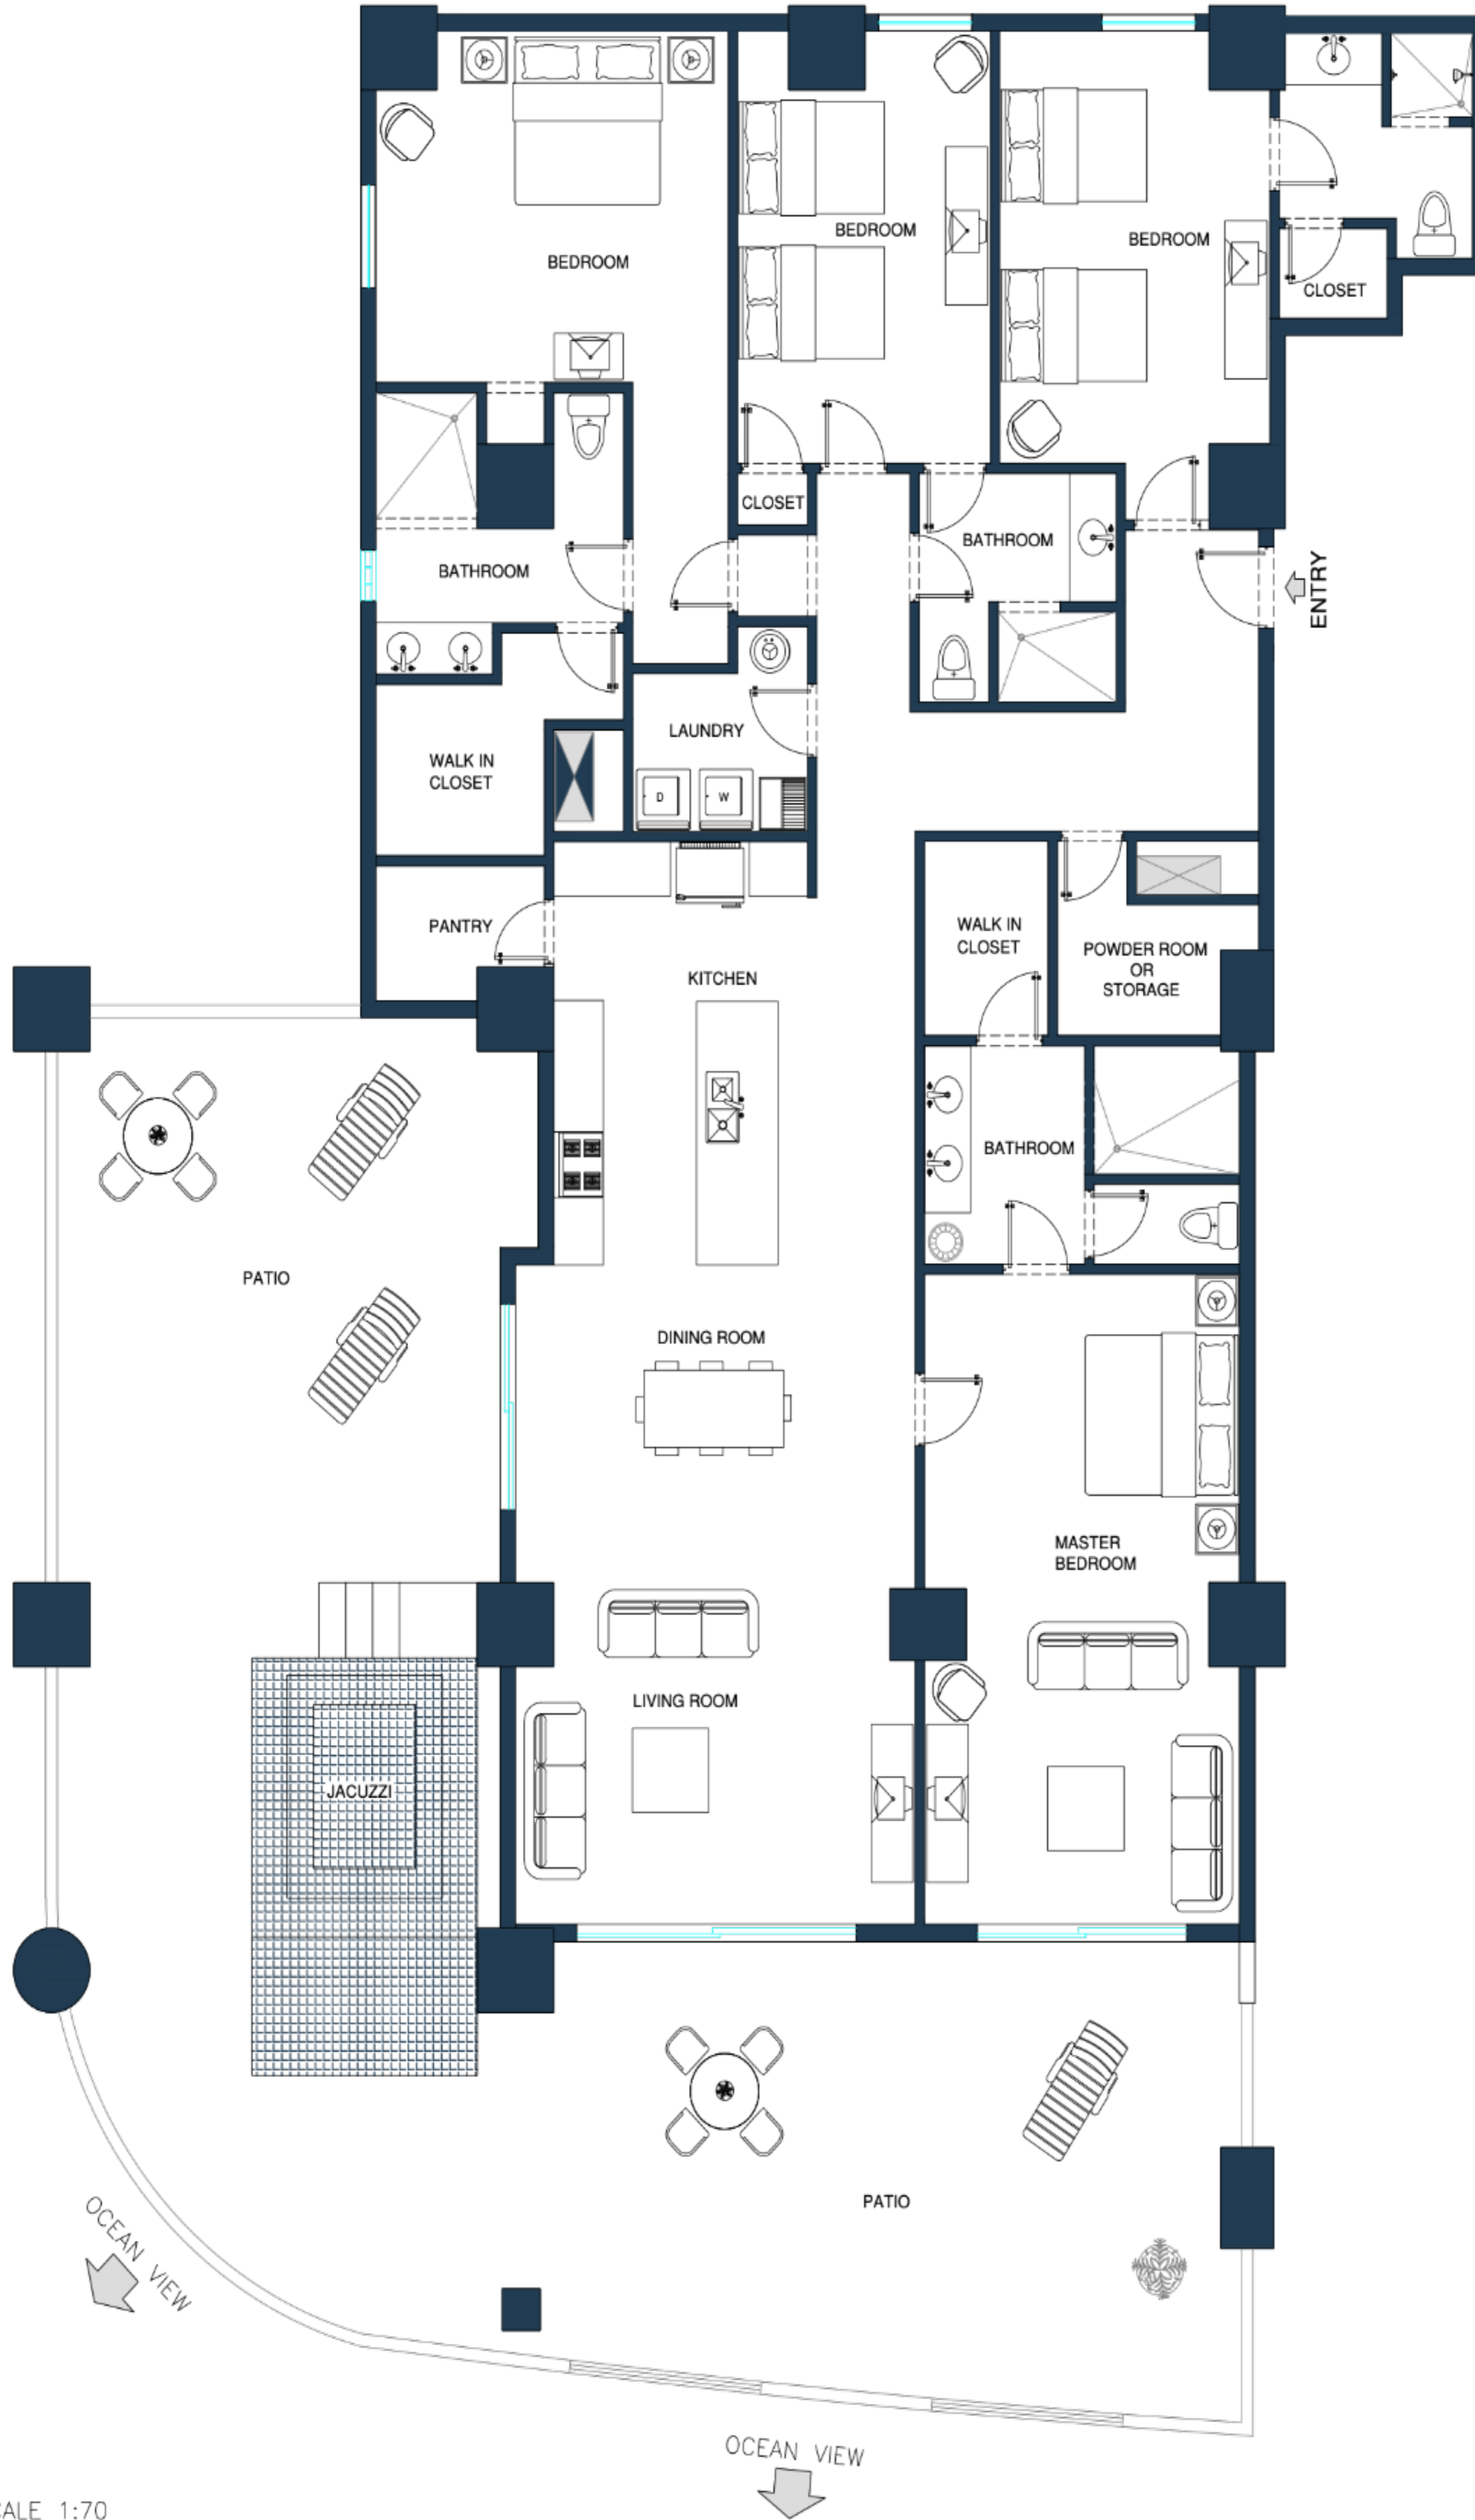 BEDROOM
BEDROOM
BEDROOM
CLOSET
CLOSET
BATHROOM
BATHROOM
ENTRY
LAUNDRY
WALK IN
CLOSET
D
W
PANTRY
WALK IN
CLOSET
POWDER ROOM
OR
STORAGE
KITCHEN
BATHROOM
PATIO
DINING ROOM
MASTER
BEDROOM
LIVING ROOM
JACUZZI
PATIO
OCEAN VIEW
OCEAN VIEW
CALE 1:70